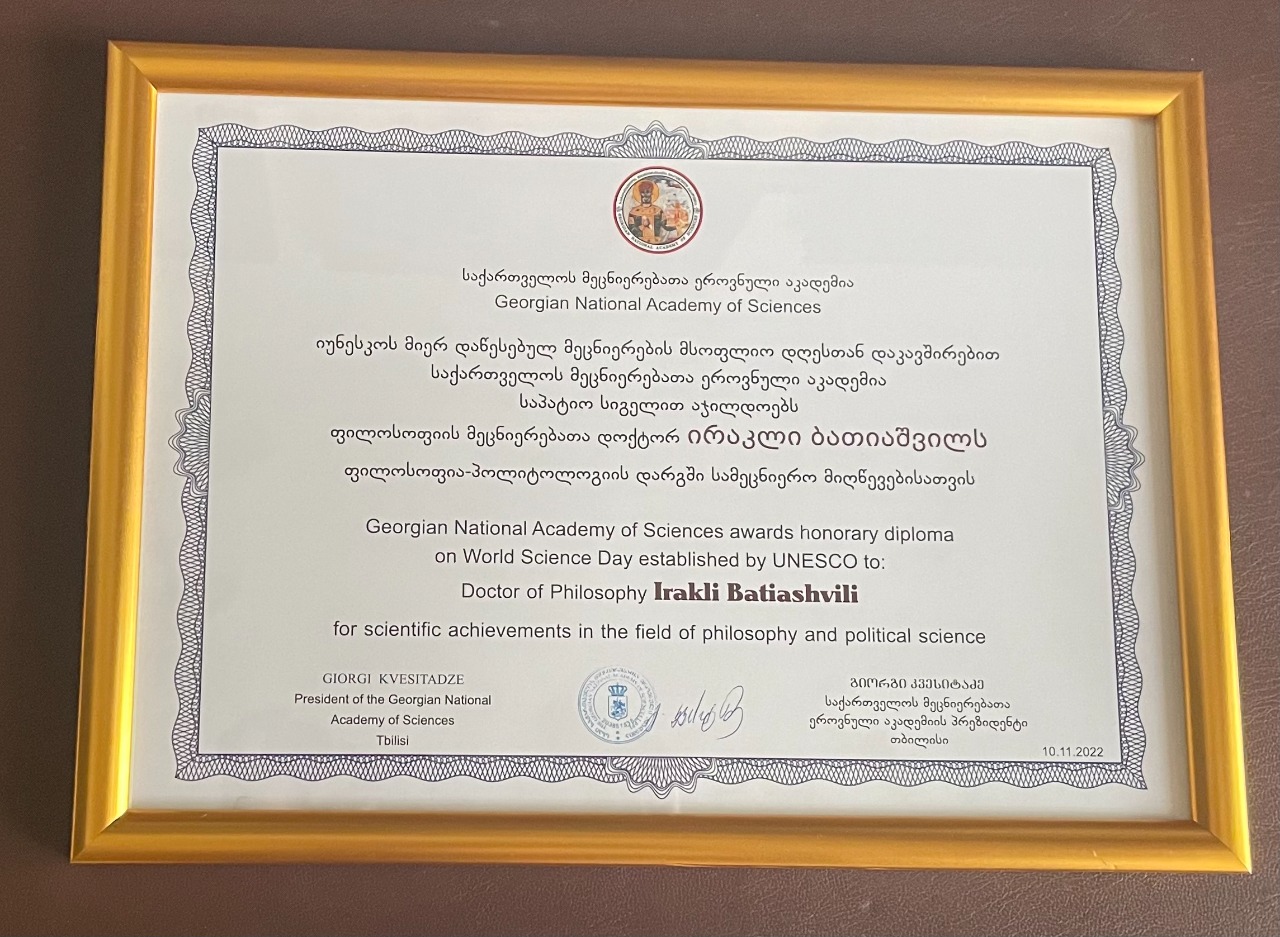 საქართველოს მეცნიერებათა ეროვნული აკადემია
Georgian National Academy of Sciences
იუნესკოს მიერ დაწესებულ მეცნიერების მსოფლიო დღესთან დაკავშირებით
საქართველოს მეცნიერებათა ეროვნული აკადემია
საპატიო სიგელით აჯილდოებს
ფილოსოფიის მეცნიერებათა დოქტორ ირაკლი ბათიაშვილს
ფილოსოფია-პოლიტოლოგიის დარგში სამეცნიერო მიღწევებისათვის
Georgian National Academy of Sciences awards honorary diploma
on World Science Day established by UNESCO to:
Doctor of Philosophy Irakli Batiashvili
for scientific achievements in the field of philosophy and political science
GIORGI KVESITADZE
President of the Georgian National
Academy of Sciences
Tbilisi
გიორგი კვესიტაძე
საქართველოს მეცნიერებათა
ეროვნული აკადემიის პრეზიდენტი
თბილისი
10.11.2022